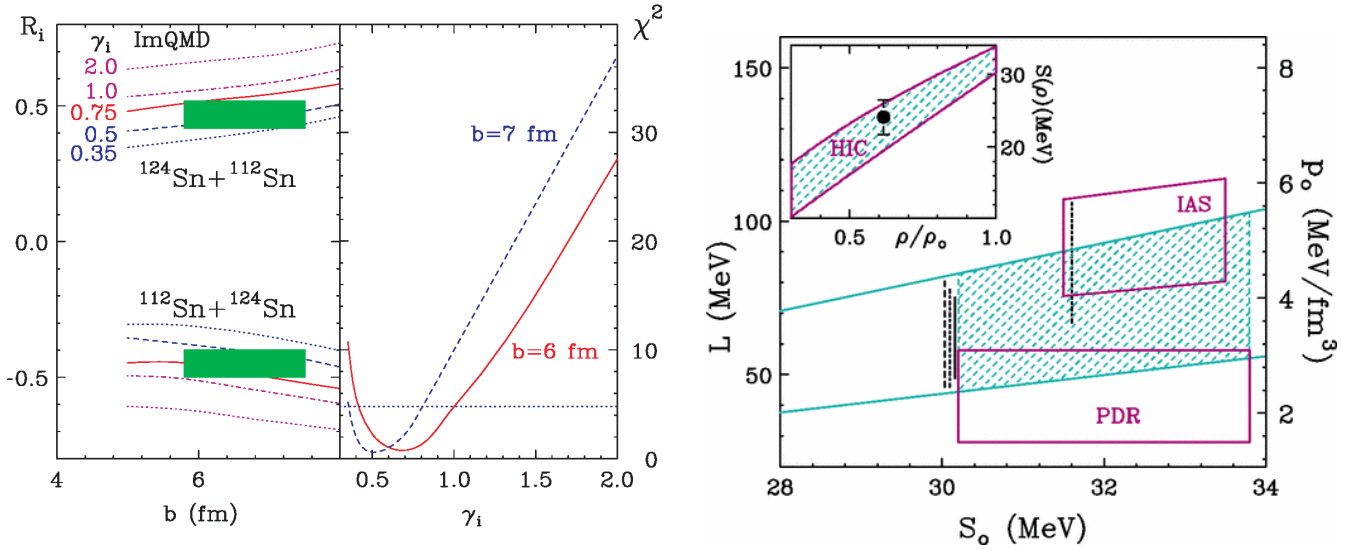 R_i
γ_i ImQMD
2.0
1.0
0.75
0.5
0.35
¹²⁴Sn+¹¹²Sn
¹¹²Sn+¹²⁴Sn
0.5
0.0
-0.5
4 6
b (fm)
χ²
b=7 fm
b=6 fm
30
20
10
0
0.5 1.0 1.5 2.0
γ_i
150
100
50
L (MeV)
HIC
S(ρ)(MeV)
30
20
0.5 ρ/ρ₀ 1.0
IAS
PDR
8
6
4
2
p₀ (MeV/fm³)
28 30 32 34
S₀ (MeV)